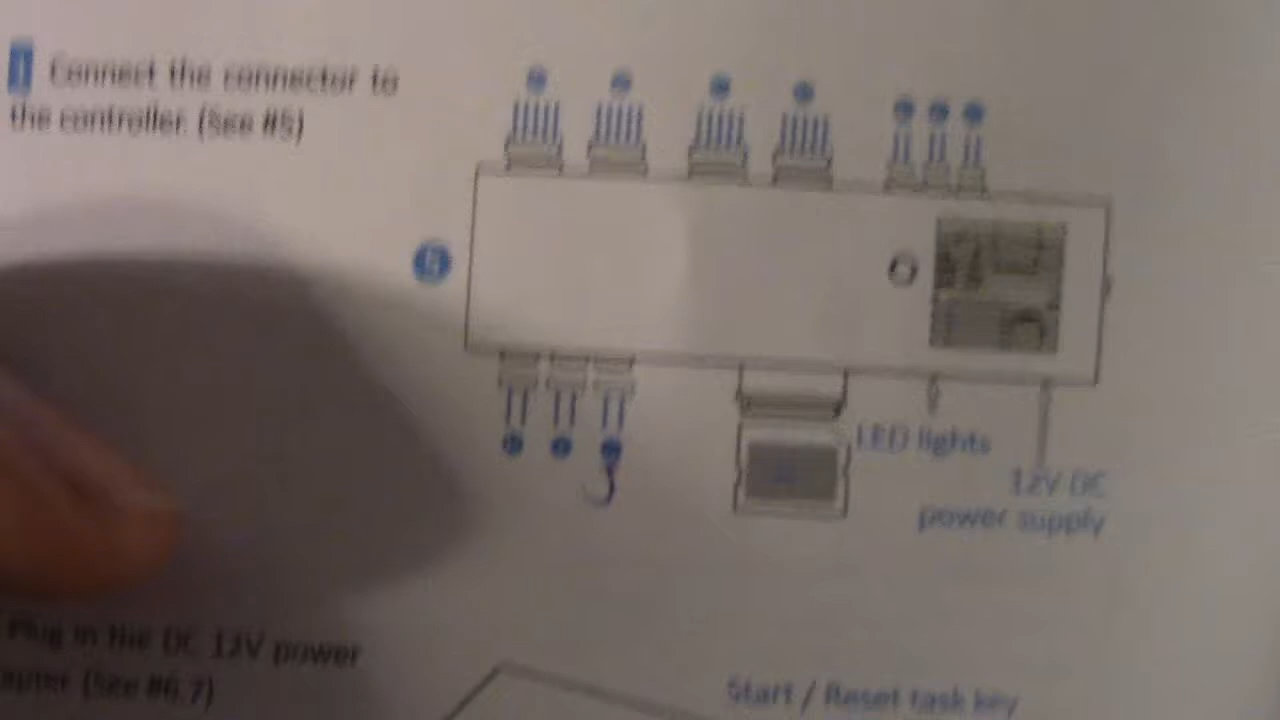 1 Connect the connector to
the controller. (See #5)
5
LED lights
12V DC
power supply
Plug in the DC 12V power
(See #6,7)
Start / Reset task key